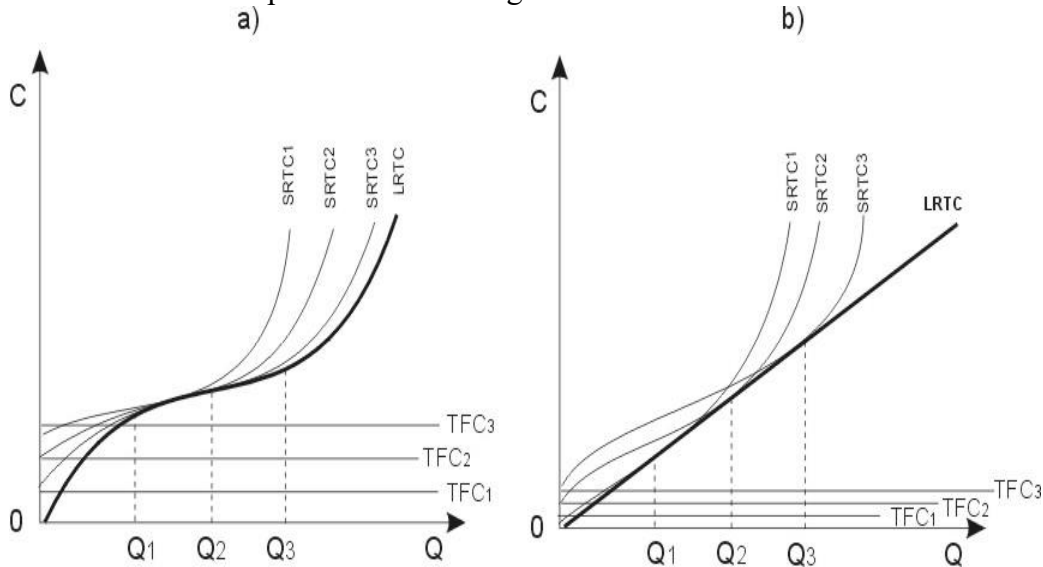 a)
C
SRTC1
SRTC2
SRTC3
LRTC
TFC3
TFC2
TFC1
0
Q1
Q2
Q3
Q
b)
C
SRTC1
SRTC2
SRTC3
LRTC
TFC3
TFC2
TFC1
0
Q1
Q2
Q3
Q